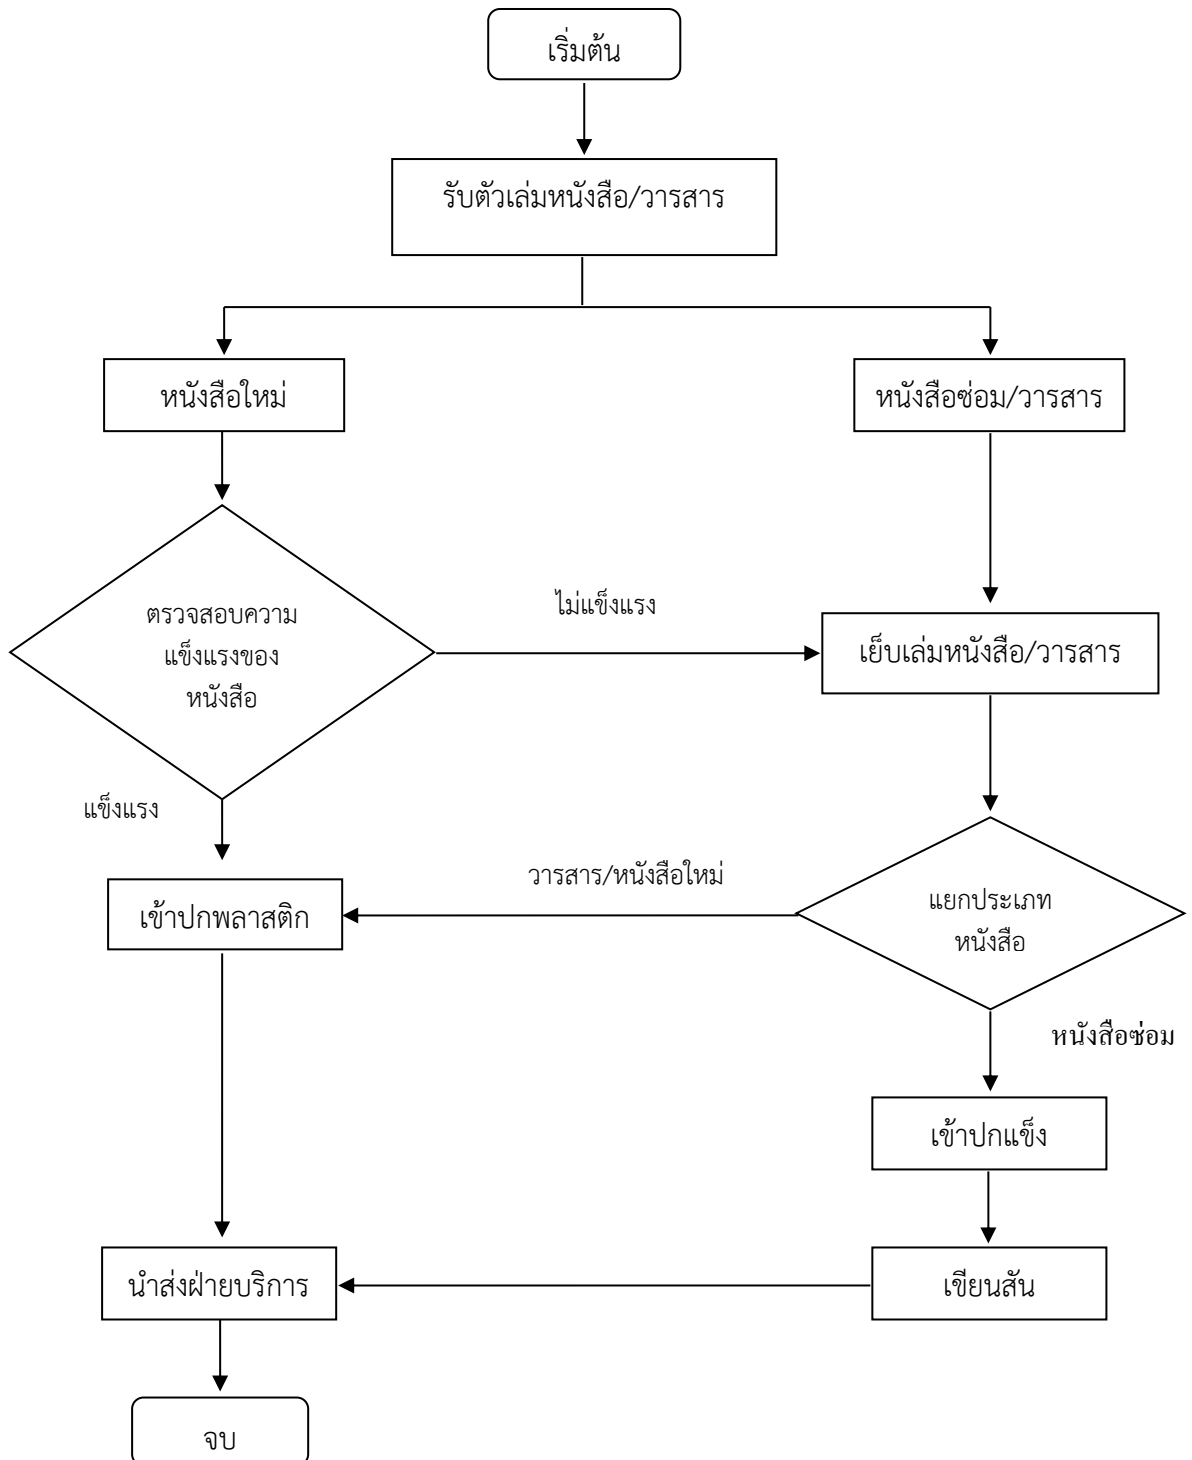 เริ่มต้น
รับตัวเล่มหนังสือ/วารสาร
หนังสือใหม่
หนังสือซ่อม/วารสาร
ตรวจสอบความ
แข็งแรงของ
หนังสือ
ไม่แข็งแรง
เย็บเล่มหนังสือ/วารสาร
แข็งแรง
วารสาร/หนังสือใหม่
แยกประเภท
หนังสือ
เข้าปกพลาสติก
หนังสือซ่อม
เข้าปกแข็ง
นำส่งฝ่ายบริการ
เขียนสัน
จบ